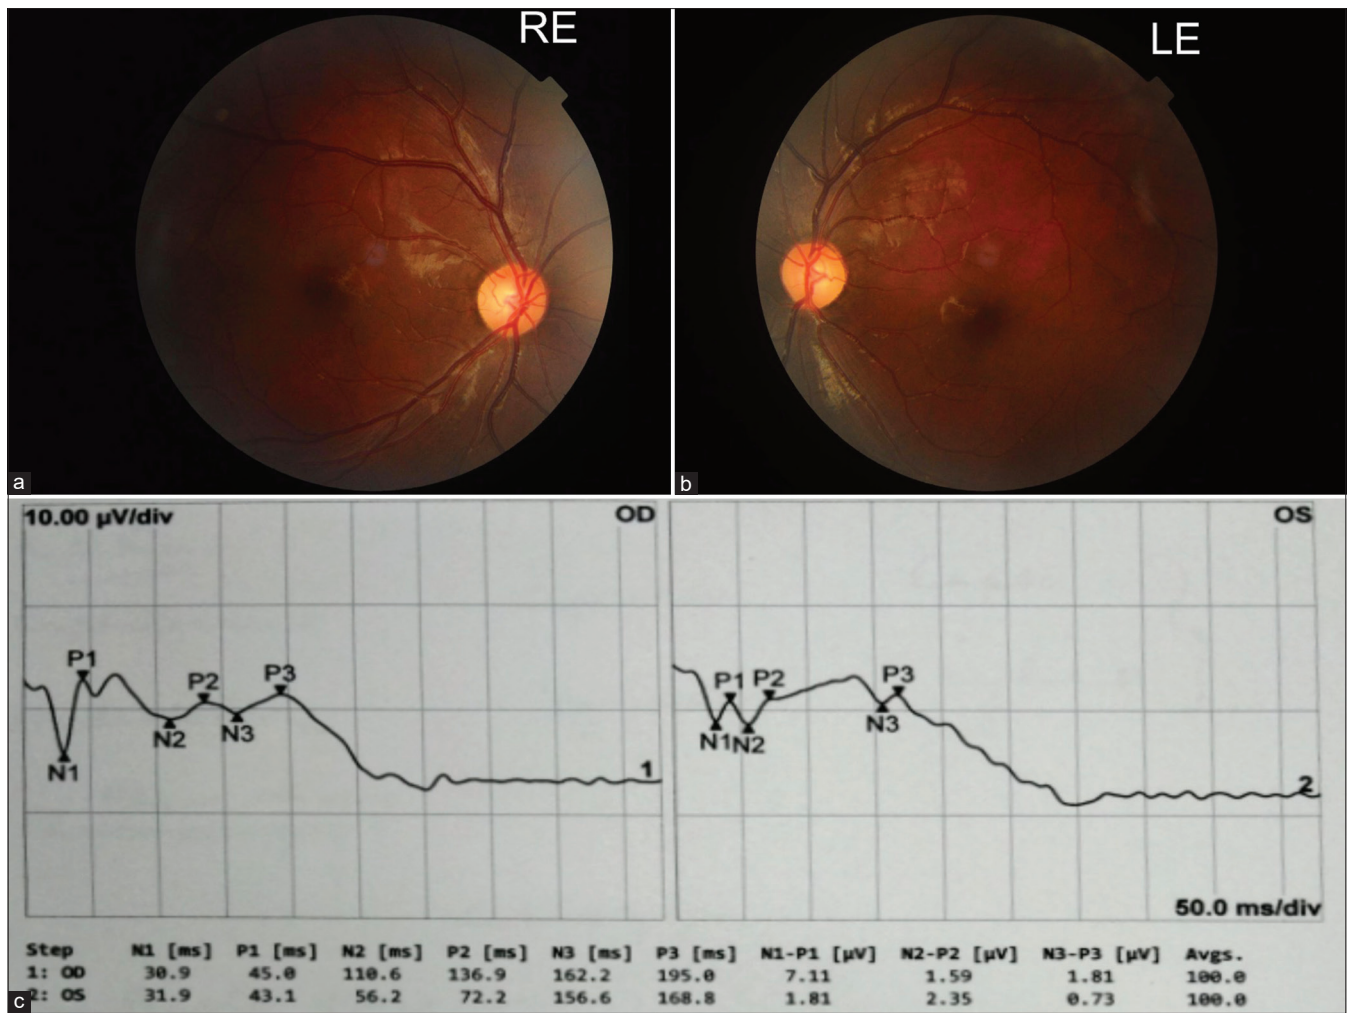 RE
LE
a
b
10.00 µV/div
OD
OS
P1
P2
P3
N1
N2
N3
1
P1
P2
P3
N1
N2
N3
2
50.0 ms/div
Step N1 [ms] P1 [ms] N2 [ms] P2 [ms] N3 [ms] P3 [ms] N1-P1 [µV] N2-P2 [µV] N3-P3 [µV] Avgs.
1: OD 30.9 45.0 110.6 136.9 162.2 195.0 7.11 1.59 1.81 100.0
2: OS 31.9 43.1 56.2 72.2 156.6 168.8 1.81 2.35 0.73 100.0
c